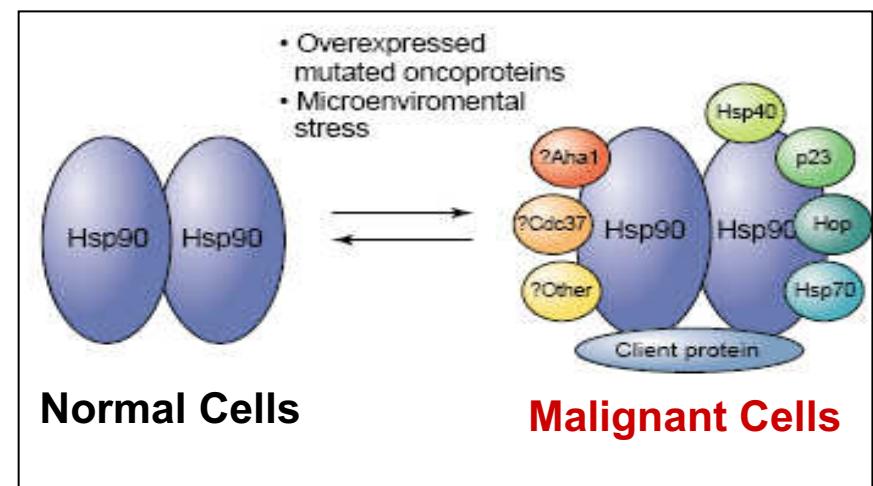 • Overexpressed
mutated oncoproteins
• Microenviromental
stress
Hsp90
Hsp90
Hsp40
?Aha1
p23
?Cdc37
Hsp90
Hsp90
Hop
?Other
Hsp70
Client protein
Normal Cells
Malignant Cells